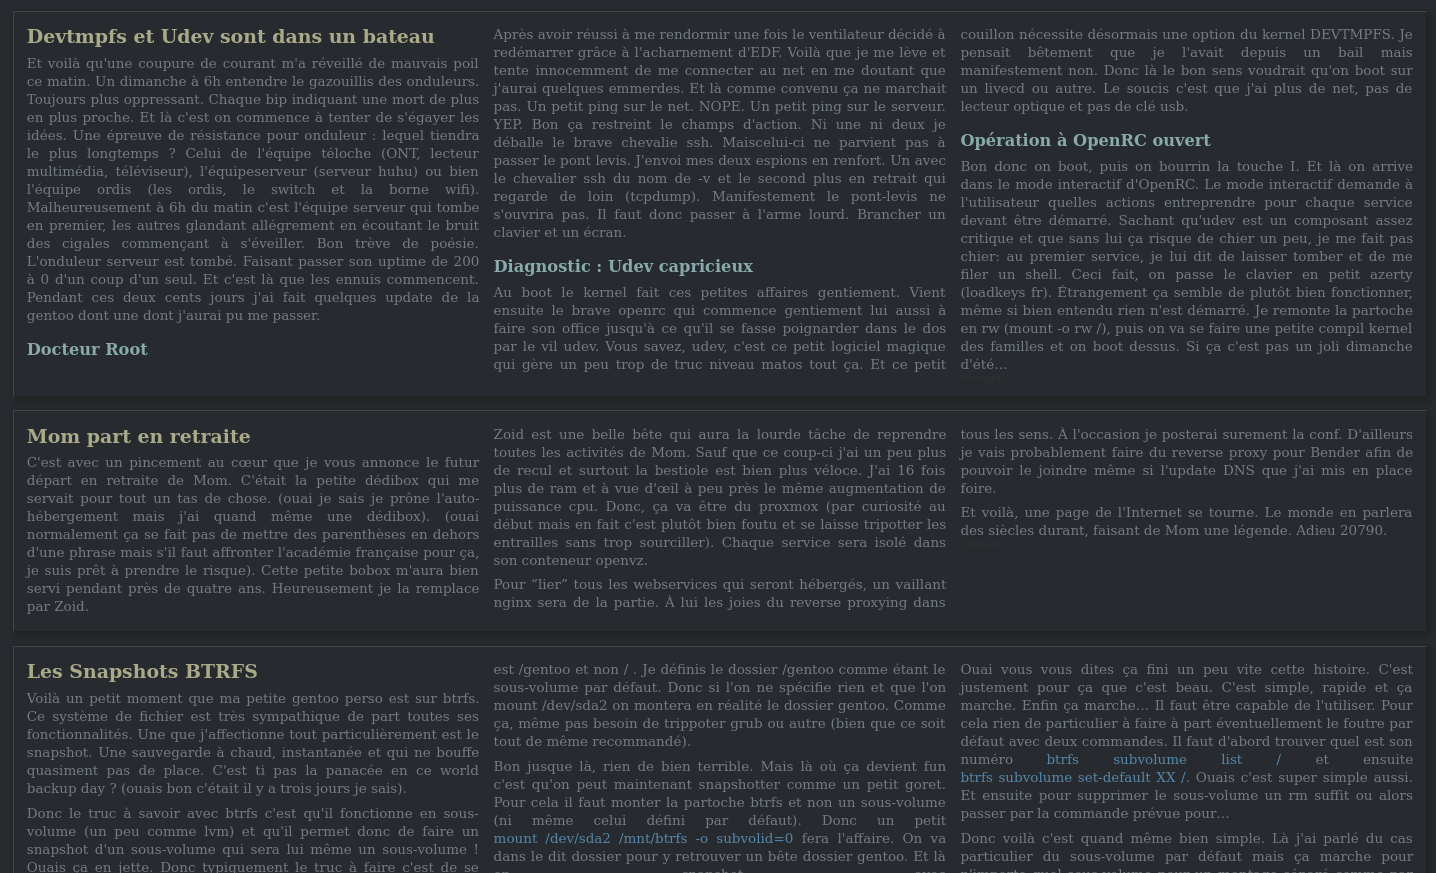 Devtmpfs et Udev sont dans un bateau
Et voilà qu'une coupure de courant m'a réveillé de mauvais poil
ce matin. Un dimanche à 6h entendre le gazouillis des onduleurs.
Toujours plus oppressant. Chaque bip indiquant une mort de plus
en plus proche. Et là c'est on commence à tenter de s'égayer les
idées. Une épreuve de résistance pour onduleur : lequel tiendra
le plus longtemps ? Celui de l'équipe téloche (ONT, lecteur
multimédia, téléviseur), l'équipeserveur (serveur huhu) ou bien
l'équipe ordis (les ordis, le switch et la borne wifi).
Malheureusement à 6h du matin c'est l'équipe serveur qui tombe
en premier, les autres glandant allégrement en écoutant le bruit
des cigales commençant à s'éveiller. Bon trève de poésie.
L'onduleur serveur est tombé. Faisant passer son uptime de 200
à 0 d'un coup d'un seul. Et c'est là que les ennuis commencent.
Pendant ces deux cents jours j'ai fait quelques update de la
gentoo dont une dont j'aurai pu me passer.
Docteur Root
Après avoir réussi à me rendormir une fois le ventilateur décidé à
redémarrer grâce à l'acharnement d'EDF. Voilà que je me lève et
tente innocemment de me connecter au net en me doutant que
j'aurai quelques emmerdes. Et là comme convenu ça ne marchait
pas. Un petit ping sur le net. NOPE. Un petit ping sur le serveur.
YEP. Bon ça restreint le champs d'action. Ni une ni deux je
déballe le brave chevalie ssh. Maiscelui-ci ne parvient pas à
passer le pont levis. J'envoi mes deux espions en renfort. Un avec
le chevalier ssh du nom de -v et le second plus en retrait qui
regarde de loin (tcpdump). Manifestement le pont-levis ne
s'ouvrira pas. Il faut donc passer à l'arme lourd. Brancher un
clavier et un écran.
Diagnostic : Udev capricieux
Au boot le kernel fait ces petites affaires gentiement. Vient
ensuite le brave openrc qui commence gentiement lui aussi à
faire son office jusqu'à ce qu'il se fasse poignarder dans le dos
par le vil udev. Vous savez, udev, c'est ce petit logiciel magique
qui gère un peu trop de truc niveau matos tout ça. Et ce petit
couillon nécessite désormais une option du kernel DEVTMPFS. Je
pensait bêtement que je l'avait depuis un bail mais
manifestement non. Donc là le bon sens voudrait qu'on boot sur
un livecd ou autre. Le soucis c'est que j'ai plus de net, pas de
lecteur optique et pas de clé usb.
Opération à OpenRC ouvert
Bon donc on boot, puis on bourrin la touche I. Et là on arrive
dans le mode interactif d'OpenRC. Le mode interactif demande à
l'utilisateur quelles actions entreprendre pour chaque service
devant être démarré. Sachant qu'udev est un composant assez
critique et que sans lui ça risque de chier un peu, je me fait pas
chier: au premier service, je lui dit de laisser tomber et de me
filer un shell. Ceci fait, on passe le clavier en petit azerty
(loadkeys fr). Étrangement ça semble de plutôt bien fonctionner,
même si bien entendu rien n'est démarré. Je remonte la partoche
en rw (mount -o rw /), puis on va se faire une petite compil kernel
des familles et on boot dessus. Si ça c'est pas un joli dimanche
d'été…
Mom part en retraite
C'est avec un pincement au cœur que je vous annonce le futur
départ en retraite de Mom. C'était la petite dédibox qui me
servait pour tout un tas de chose. (ouai je sais je prône l'auto-
hébergement mais j'ai quand même une dédibox). (ouai
normalement ça se fait pas de mettre des parenthèses en dehors
d'une phrase mais s'il faut affronter l'académie française pour ça,
je suis prêt à prendre le risque). Cette petite bobox m'aura bien
servi pendant près de quatre ans. Heureusement je la remplace
par Zoid.
Zoid est une belle bête qui aura la lourde tâche de reprendre
toutes les activités de Mom. Sauf que ce coup-ci j'ai un peu plus
de recul et surtout la bestiole est bien plus véloce. J'ai 16 fois
plus de ram et à vue d'œil à peu près le même augmentation de
puissance cpu. Donc, ça va être du proxmox (par curiosité au
début mais en fait c'est plutôt bien foutu et se laisse tripotter les
entrailles sans trop sourciller). Chaque service sera isolé dans
son conteneur openvz.
Pour “lier” tous les webservices qui seront hébergés, un vaillant
nginx sera de la partie. À lui les joies du reverse proxying dans
tous les sens. À l'occasion je posterai surement la conf. D'ailleurs
je vais probablement faire du reverse proxy pour Bender afin de
pouvoir le joindre même si l'update DNS que j'ai mis en place
foire.
Et voilà, une page de l'Internet se tourne. Le monde en parlera
des siècles durant, faisant de Mom une légende. Adieu 20790.
Les Snapshots BTRFS
Voilà un petit moment que ma petite gentoo perso est sur btrfs.
Ce système de fichier est très sympathique de part toutes ses
fonctionnalités. Une que j'affectionne tout particulièrement est le
snapshot. Une sauvegarde à chaud, instantanée et qui ne bouffe
quasiment pas de place. C'est ti pas la panacée en ce world
backup day ? (ouais bon c'était il y a trois jours je sais).
Donc le truc à savoir avec btrfs c'est qu'il fonctionne en sous-
volume (un peu comme lvm) et qu'il permet donc de faire un
snapshot d'un sous-volume qui sera lui même un sous-volume !
Ouais ça en jette. Donc typiquement le truc à faire c'est de se
est /gentoo et non / . Je définis le dossier /gentoo comme étant le
sous-volume par défaut. Donc si l'on ne spécifie rien et que l'on
mount /dev/sda2 on montera en réalité le dossier gentoo. Comme
ça, même pas besoin de trippoter grub ou autre (bien que ce soit
tout de même recommandé).
Bon jusque là, rien de bien terrible. Mais là où ça devient fun
c'est qu'on peut maintenant snapshotter comme un petit goret.
Pour cela il faut monter la partoche btrfs et non un sous-volume
(ni même celui défini par défaut). Donc un petit
mount /dev/sda2 /mnt/btrfs -o subvolid=0 fera l'affaire. On va
dans le dit dossier pour y retrouver un bête dossier gentoo. Et là
Ouai vous vous dites ça fini un peu vite cette histoire. C'est
justement pour ça que c'est beau. C'est simple, rapide et ça
marche. Enfin ça marche… Il faut être capable de l'utiliser. Pour
cela rien de particulier à faire à part éventuellement le foutre par
défaut avec deux commandes. Il faut d'abord trouver quel est son
numéro btrfs subvolume list / et ensuite
btrfs subvolume set-default XX /. Ouais c'est super simple aussi.
Et ensuite pour supprimer le sous-volume un rm suffit ou alors
passer par la commande prévue pour…
Donc voilà c'est quand même bien simple. Là j'ai parlé du cas
particulier du sous-volume par défaut mais ça marche pour